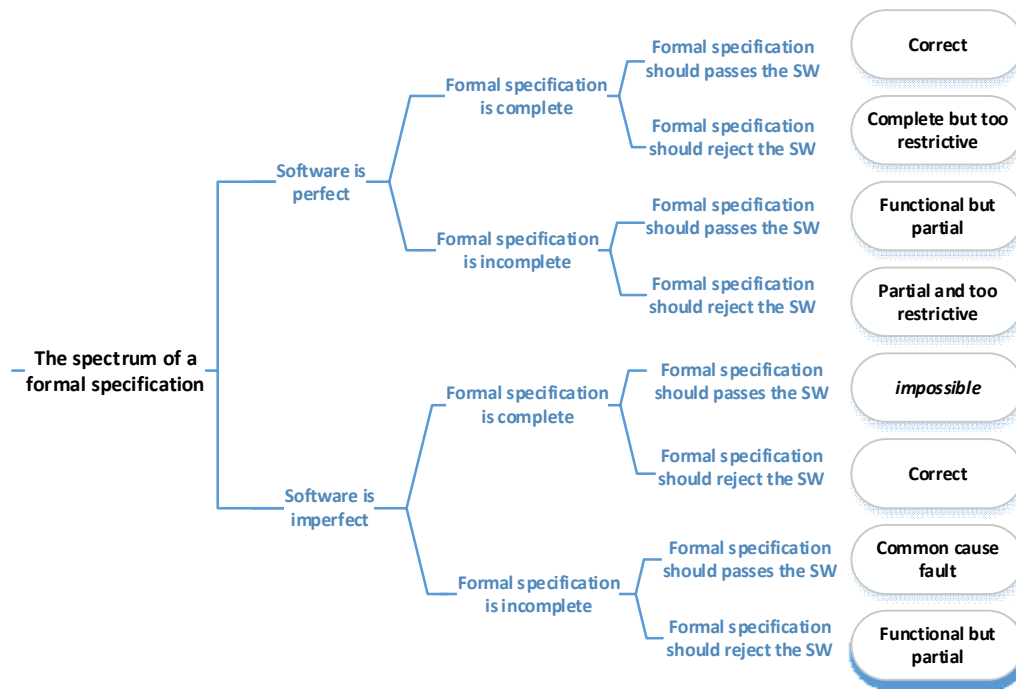 Formal specification
should passes the SW
Correct
Formal specification
is complete
Formal specification
should reject the SW
Complete but too
restrictive
Software is
perfect
Formal specification
should passes the SW
Functional but
partial
Formal specification
is incomplete
Formal specification
should reject the SW
Partial and too
restrictive
The spectrum of a
formal specification
Formal specification
should passes the SW
impossible
Formal specification
is complete
Formal specification
should reject the SW
Correct
Software is
imperfect
Formal specification
should passes the SW
Common cause
fault
Formal specification
is incomplete
Formal specification
should reject the SW
Functional but
partial